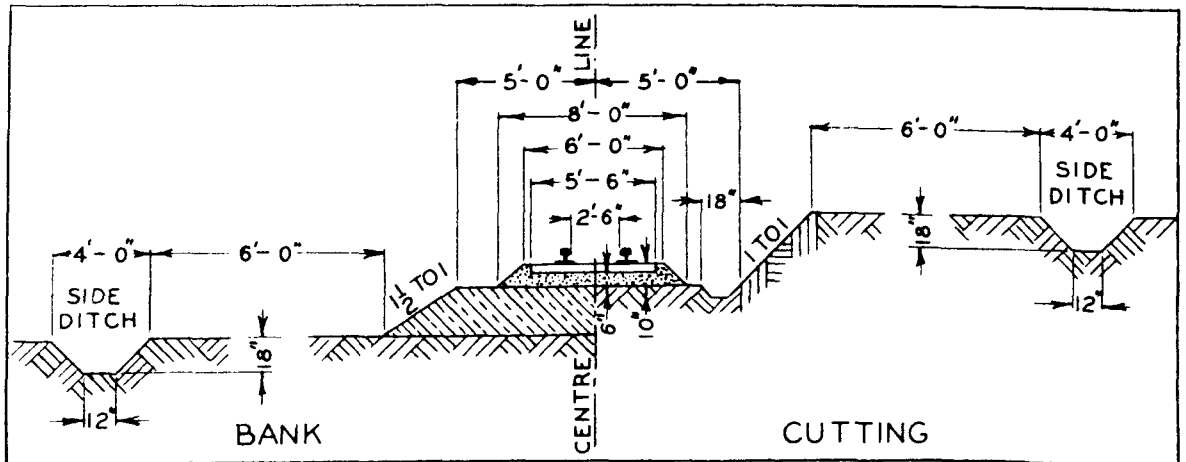 LINE
5'-0" 5'-0"
8'-0"
6'-0"
5'-6"
2'-6"
18"
6'-0" 4'-0"
SIDE
DITCH
18"
12"
1 TO 1
4'-0" 6'-0"
SIDE
DITCH
1½ TO 1
18"
12"
6"
10"
CENTRE
BANK
CUTTING